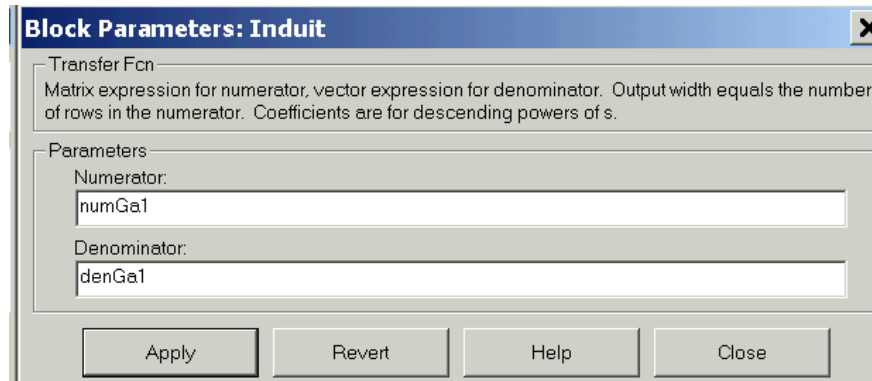 Block Parameters: Induit
Transfer Fcn
Matrix expression for numerator, vector expression for denominator. Output width equals the number
of rows in the numerator. Coefficients are for descending powers of s.
Parameters
Numerator:
numGa1
Denominator:
denGa1
Apply Revert Help Close